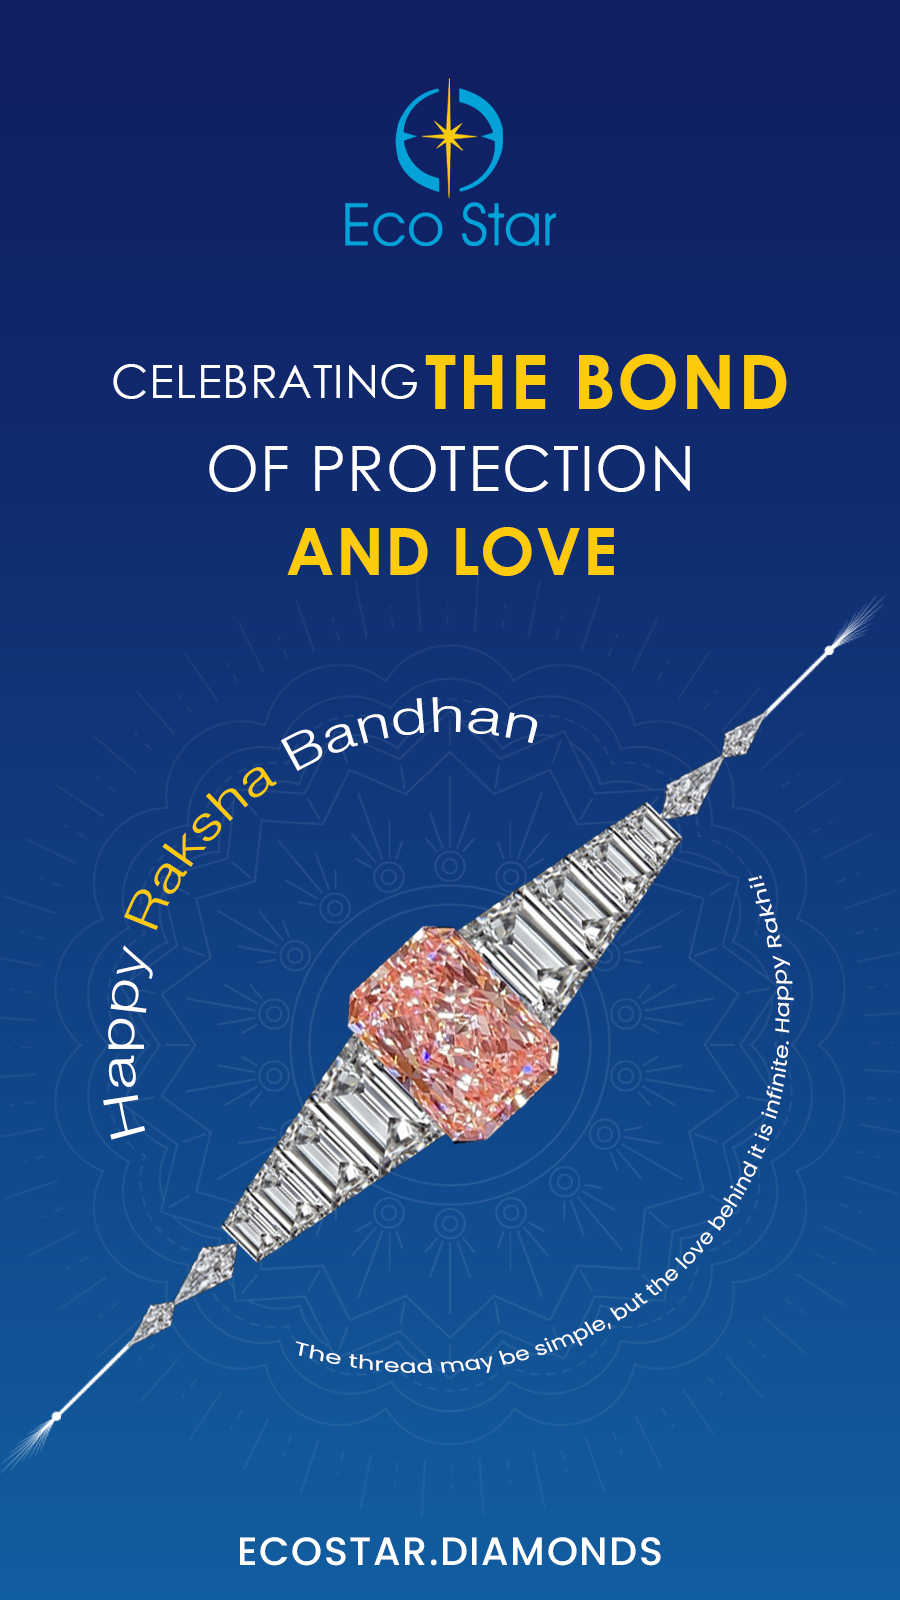 Eco Star
CELEBRATING THE BOND
OF PROTECTION
AND LOVE
Happy Raksha Bandhan
The thread may be simple, but the love behind it is infinite. Happy Rakhi!
ECOSTAR.DIAMONDS